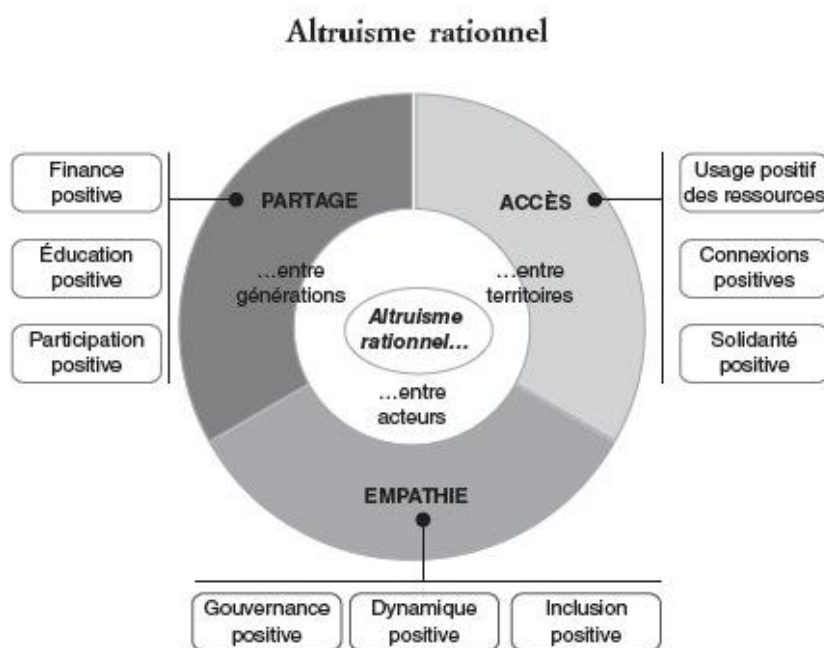 Altruisme rationnel
Finance
positive
Éducation
positive
Participation
positive
PARTAGE
...entre
générations
ACCÈS
...entre
territoires
Usage positif
des ressources
Connexions
positives
Solidarité
positive
Altruisme
rationnel...
...entre
acteurs
EMPATHIE
Gouvernance
positive
Dynamique
positive
Inclusion
positive